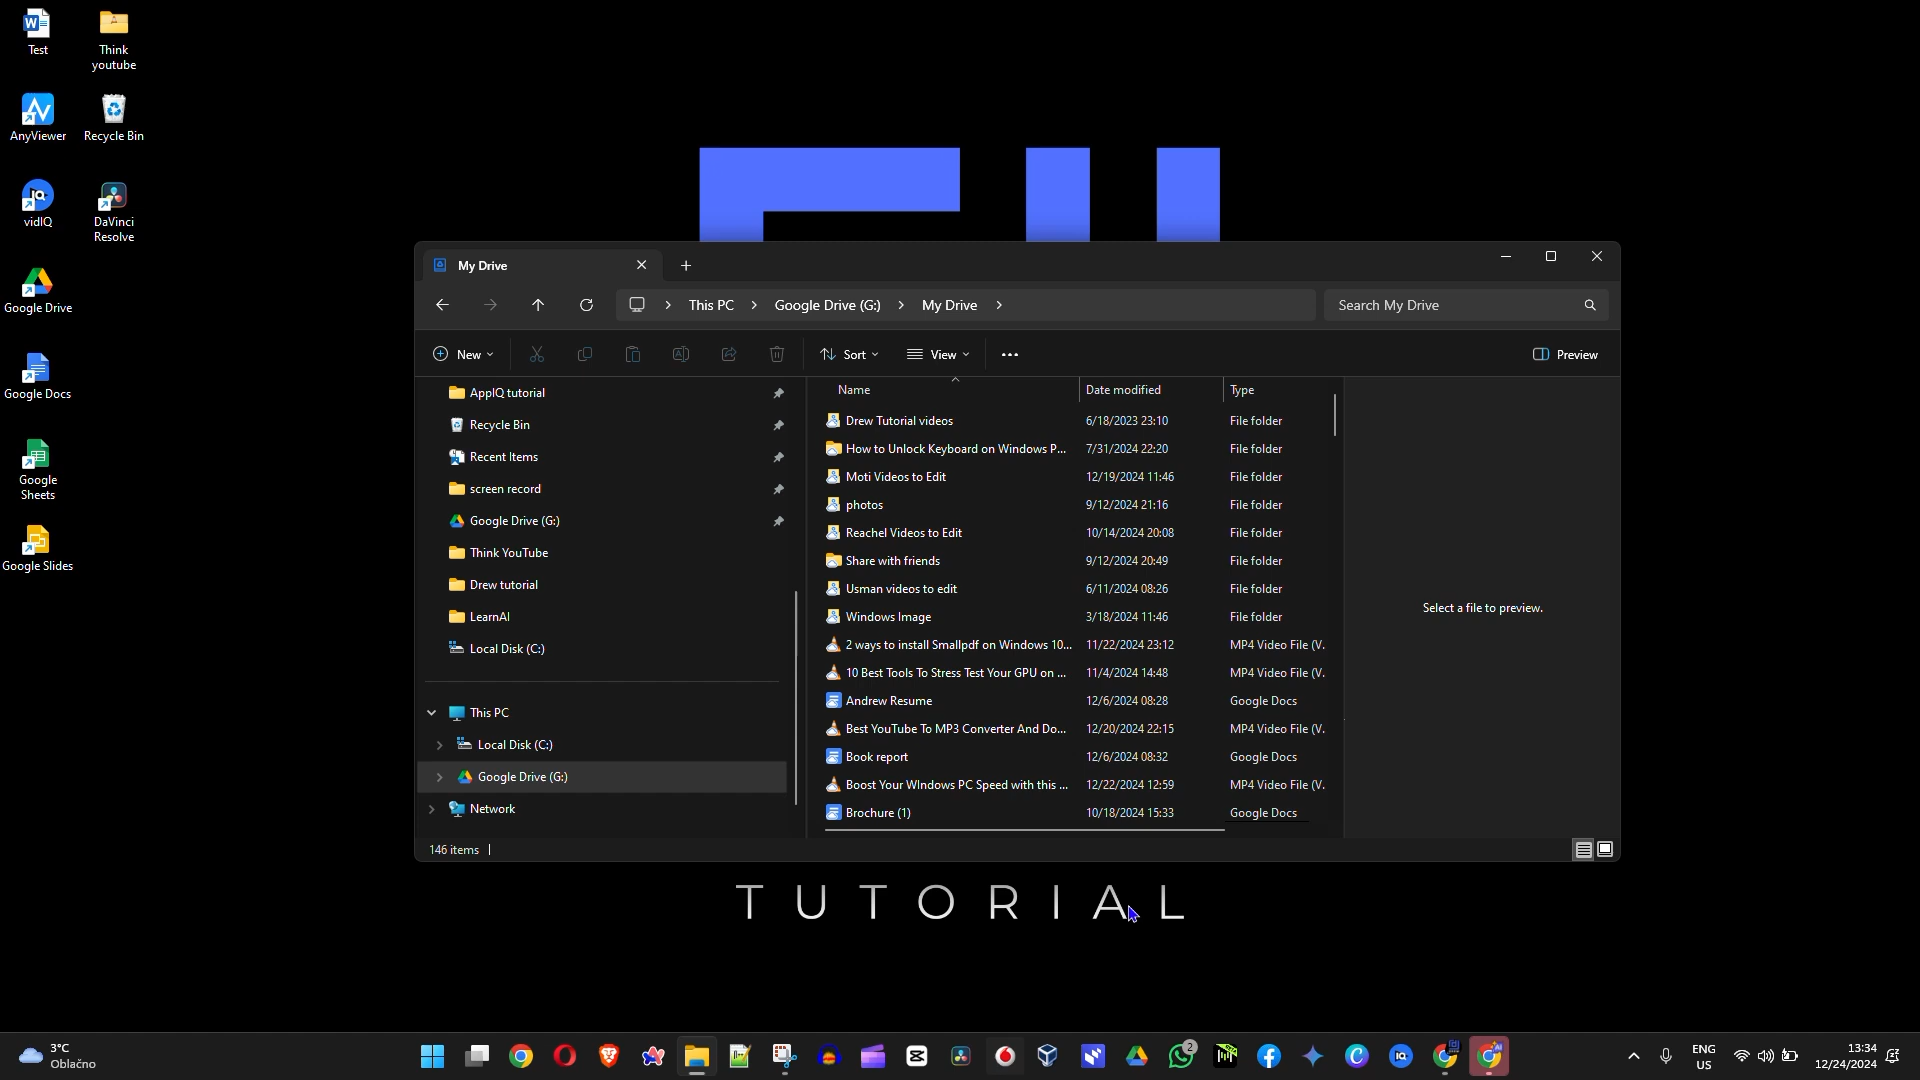 Test
Think
youtube
AnyViewer
Recycle Bin
vidIQ
DaVinci
Resolve
Google Drive
Google Docs
Google
Sheets
Google Slides
My Drive
This PC
Google Drive (G:)
My Drive
Search My Drive
New
Sort
View
Preview
AppIQ tutorial
Recycle Bin
Recent Items
screen record
Google Drive (G:)
Think YouTube
Drew tutorial
LearnAI
Local Disk (C:)
This PC
Local Disk (C:)
Google Drive (G:)
Network
Name Date modified Type
Drew Tutorial videos 6/18/2023 23:10 File folder
How to Unlock Keyboard on Windows P... 7/31/2024 22:20 File folder
Moti Videos to Edit 12/19/2024 11:46 File folder
photos 9/12/2024 21:16 File folder
Reachel Videos to Edit 10/14/2024 20:08 File folder
Share with friends 9/12/2024 20:49 File folder
Usman videos to edit 6/11/2024 08:26 File folder
Windows Image 3/18/2024 11:46 File folder
2 ways to install Smallpdf on Windows 10... 11/22/2024 23:12 MP4 Video File (V.
10 Best Tools To Stress Test Your GPU on ... 11/4/2024 14:48 MP4 Video File (V.
Andrew Resume 12/6/2024 08:28 Google Docs
Best YouTube To MP3 Converter And Do... 12/20/2024 22:15 MP4 Video File (V.
Book report 12/6/2024 08:32 Google Docs
Boost Your WIndows PC Speed with this ... 12/22/2024 12:59 MP4 Video File (V.
Brochure (1) 10/18/2024 15:33 Google Docs
Select a file to preview.
146 items
TUTORIAL
3°C
Oblačno
2
ENG
US
13:34
12/24/2024